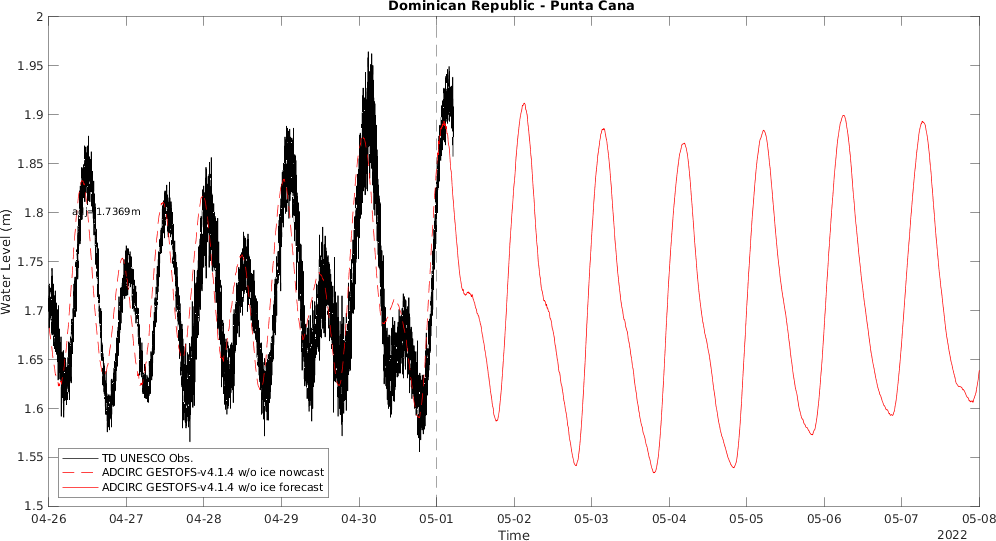 Dominican Republic - Punta Cana
2
1.95
1.9
1.85
1.8
1.75
1.7
1.65
1.6
1.55
1.5
Water Level (m)
adj=1.7369m
TD UNESCO Obs.
ADCIRC GESTOFS-v4.1.4 w/o ice nowcast
ADCIRC GESTOFS-v4.1.4 w/o ice forecast
04-26 04-27 04-28 04-29 04-30 05-01 05-02 05-03 05-04 05-05 05-06 05-07 05-08
Time
2022